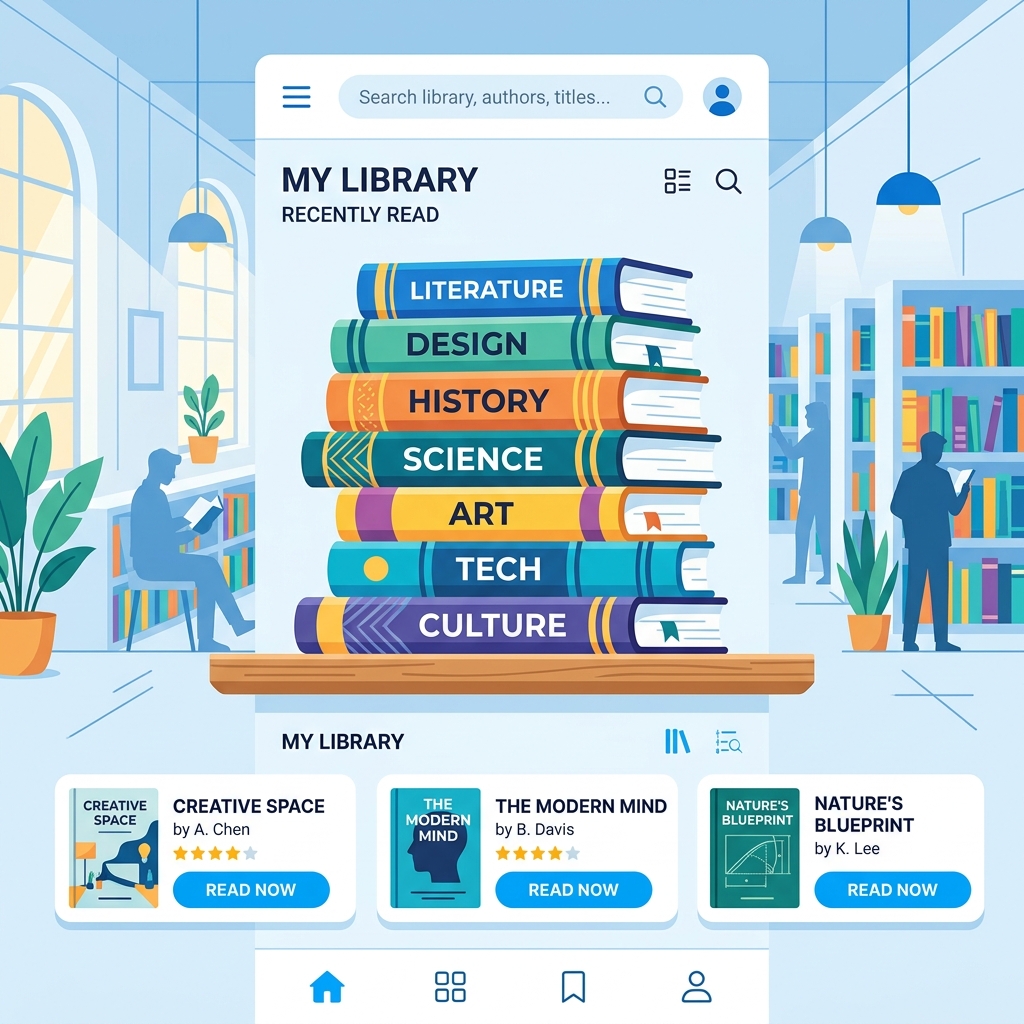 Search library, authors, titles...
MY LIBRARY
RECENTLY READ
LITERATURE
DESIGN
HISTORY
SCIENCE
ART
TECH
CULTURE
MY LIBRARY
CREATIVE
SPACE
CREATIVE SPACE
by A. Chen
READ NOW
THE
MODERN
MIND
THE MODERN MIND
by B. Davis
READ NOW
NATURE'S
BLUEPRINT
NATURE'S
BLUEPRINT
by K. Lee
READ NOW